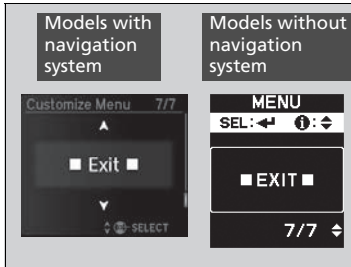 Models with
navigation
system
Models without
navigation
system
Customize Menu 7/7
■ Exit ■
SELECT
MENU
SEL: i:
■ EXIT ■
7/7